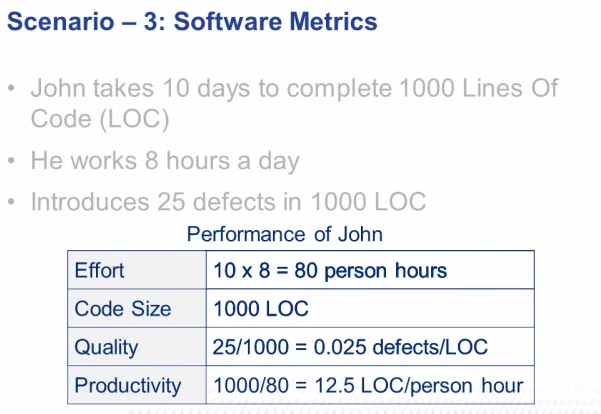 Scenario – 3: Software Metrics
• John takes 10 days to complete 1000 Lines Of
Code (LOC)
• He works 8 hours a day
• Introduces 25 defects in 1000 LOC
Performance of John
Effort 10 x 8 = 80 person hours
Code Size 1000 LOC
Quality 25/1000 = 0.025 defects/LOC
Productivity 1000/80 = 12.5 LOC/person hour